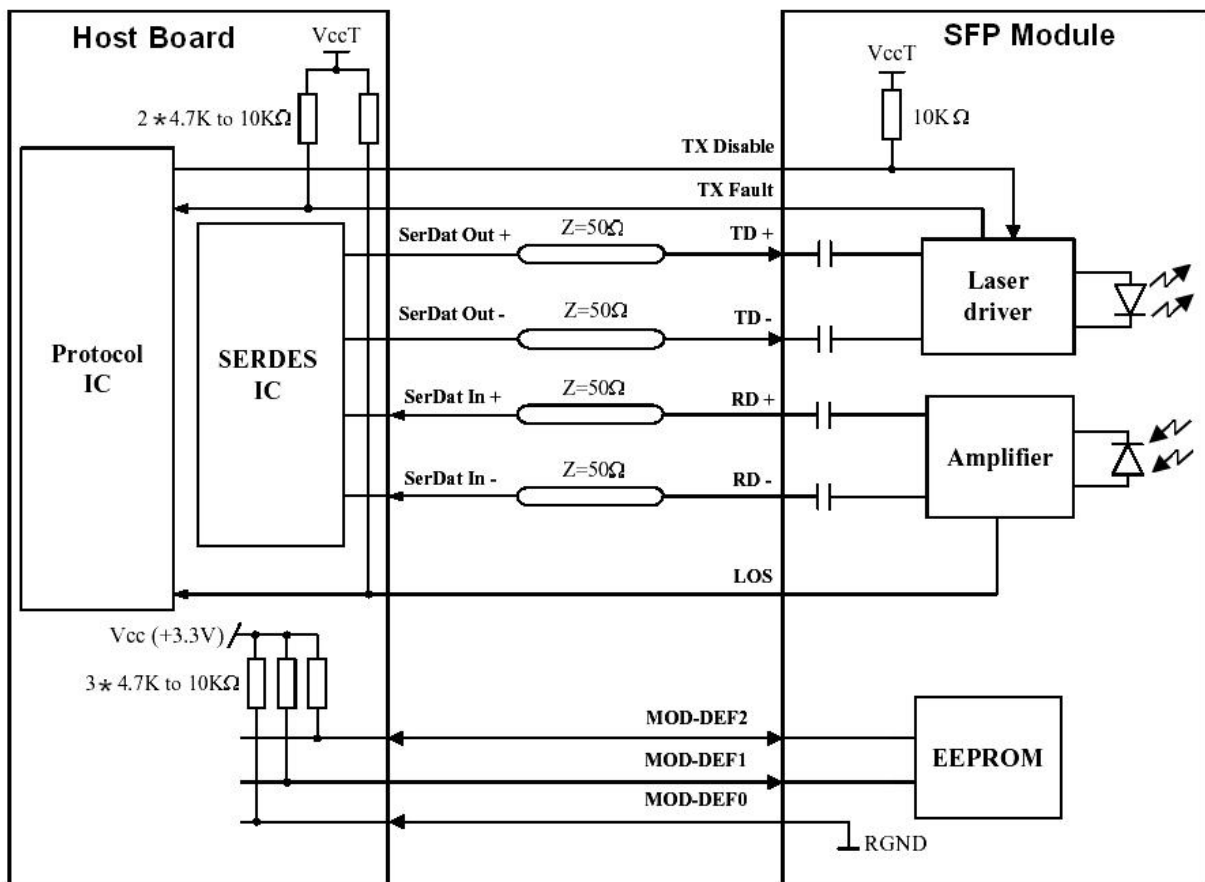 Host Board
SFP Module
VccT
VccT
2*4.7K to 10KΩ
10KΩ
TX Disable
TX Fault
SerDat Out +
Z=50Ω
TD +
SerDat Out -
Z=50Ω
TD -
Laser
driver
Protocol
IC
SERDES
IC
SerDat In +
Z=50Ω
RD +
SerDat In -
Z=50Ω
RD -
Amplifier
LOS
Vcc (+3.3V)
3*4.7K to 10KΩ
MOD-DEF2
MOD-DEF1
MOD-DEF0
EEPROM
RGND